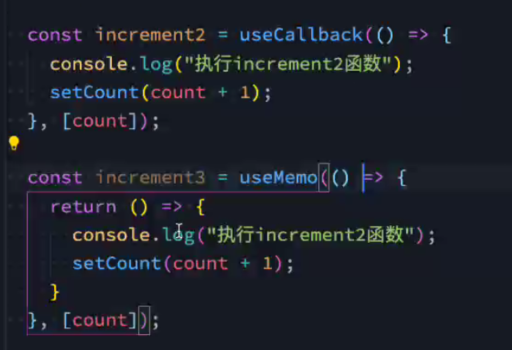 const increment2 = useCallback(() => {
  console.log("执行increment2函数");
  setCount(count + 1);
}, [count]);
const increment3 = useMemo(() => {
  return () => {
    console.log("执行increment2函数");
    setCount(count + 1);
  }
}, [count]);